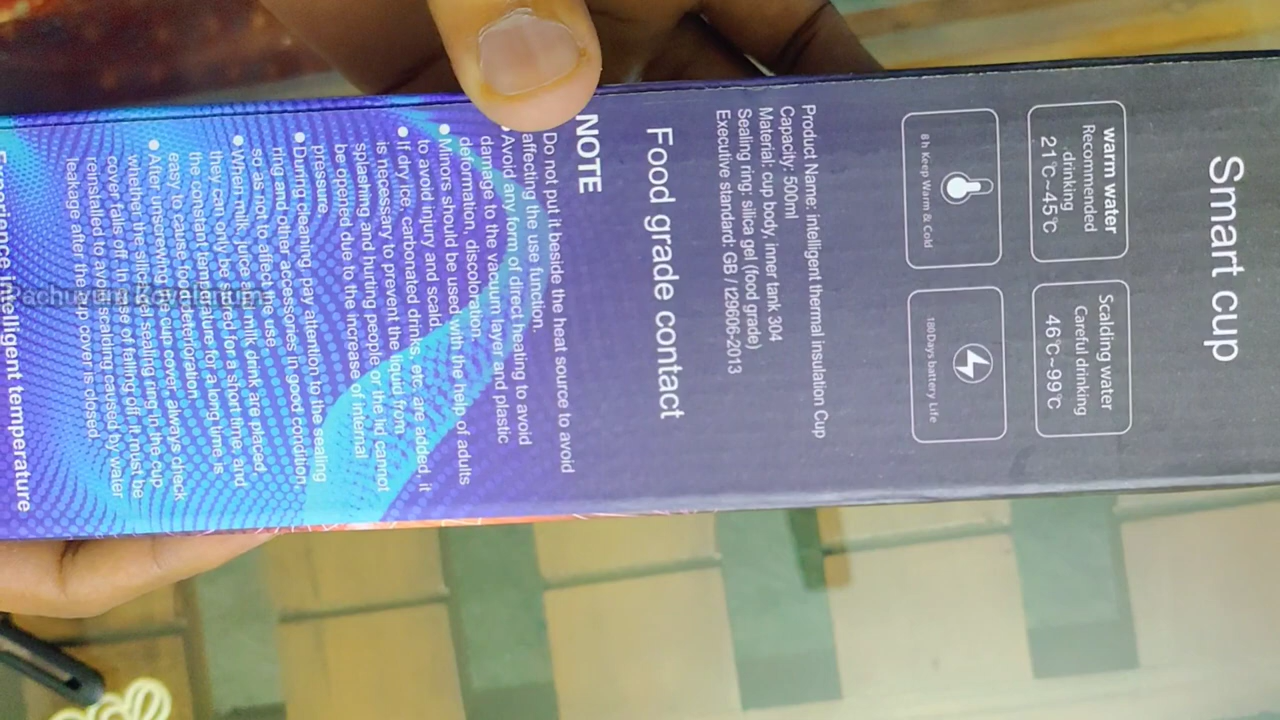 Smart cup
warm water
Recommended
drinking
21℃~45℃
Scalding water
Careful drinking
46℃~99℃
8 h Keep Warm & Cold
180Days battery Life
Product Name: intelligent thermal insulation Cup
Capacity: 500ml
Material: cup body, inner tank 304
Sealing ring: silica gel (food grade)
Executive standard: GB / t29606-2013
Food grade contact
NOTE
Do not put it beside the heat source to avoid
affecting the use function.
● Avoid any form of direct heating to avoid
damage to the vacuum layer and plastic
deformation, discoloration.
● Minors should be used with the help of adults
to avoid injury and scald.
● If dry ice, carbonated drinks, etc. are added, it
is necessary to prevent the liquid from
splashing and hurting people or the lid cannot
be opened due to the increase of internal
pressure.
● During cleaning pay attention to the sealing
ring and other accessories in good condition,
so as not to affect the use
● When milk, juice and milk drink are placed,
they can only be stored for a short time, and
the constant temperature for a long time is
easy to cause food deterioration.
● After unscrewing the cup cover, always check
whether the silica gel sealing ring in the cup
cover falls off. In case of falling off, it must be
reinstalled to avoid scalding caused by water
leakage after the cup cover is closed.
Experience intelligent temperature